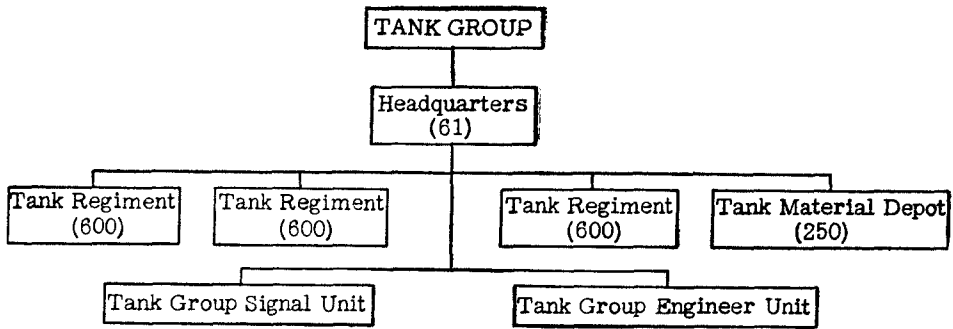 TANK GROUP
Headquarters
(61)
Tank Regiment
(600)
Tank Regiment
(600)
Tank Regiment
(600)
Tank Material Depot
(250)
Tank Group Signal Unit
Tank Group Engineer Unit